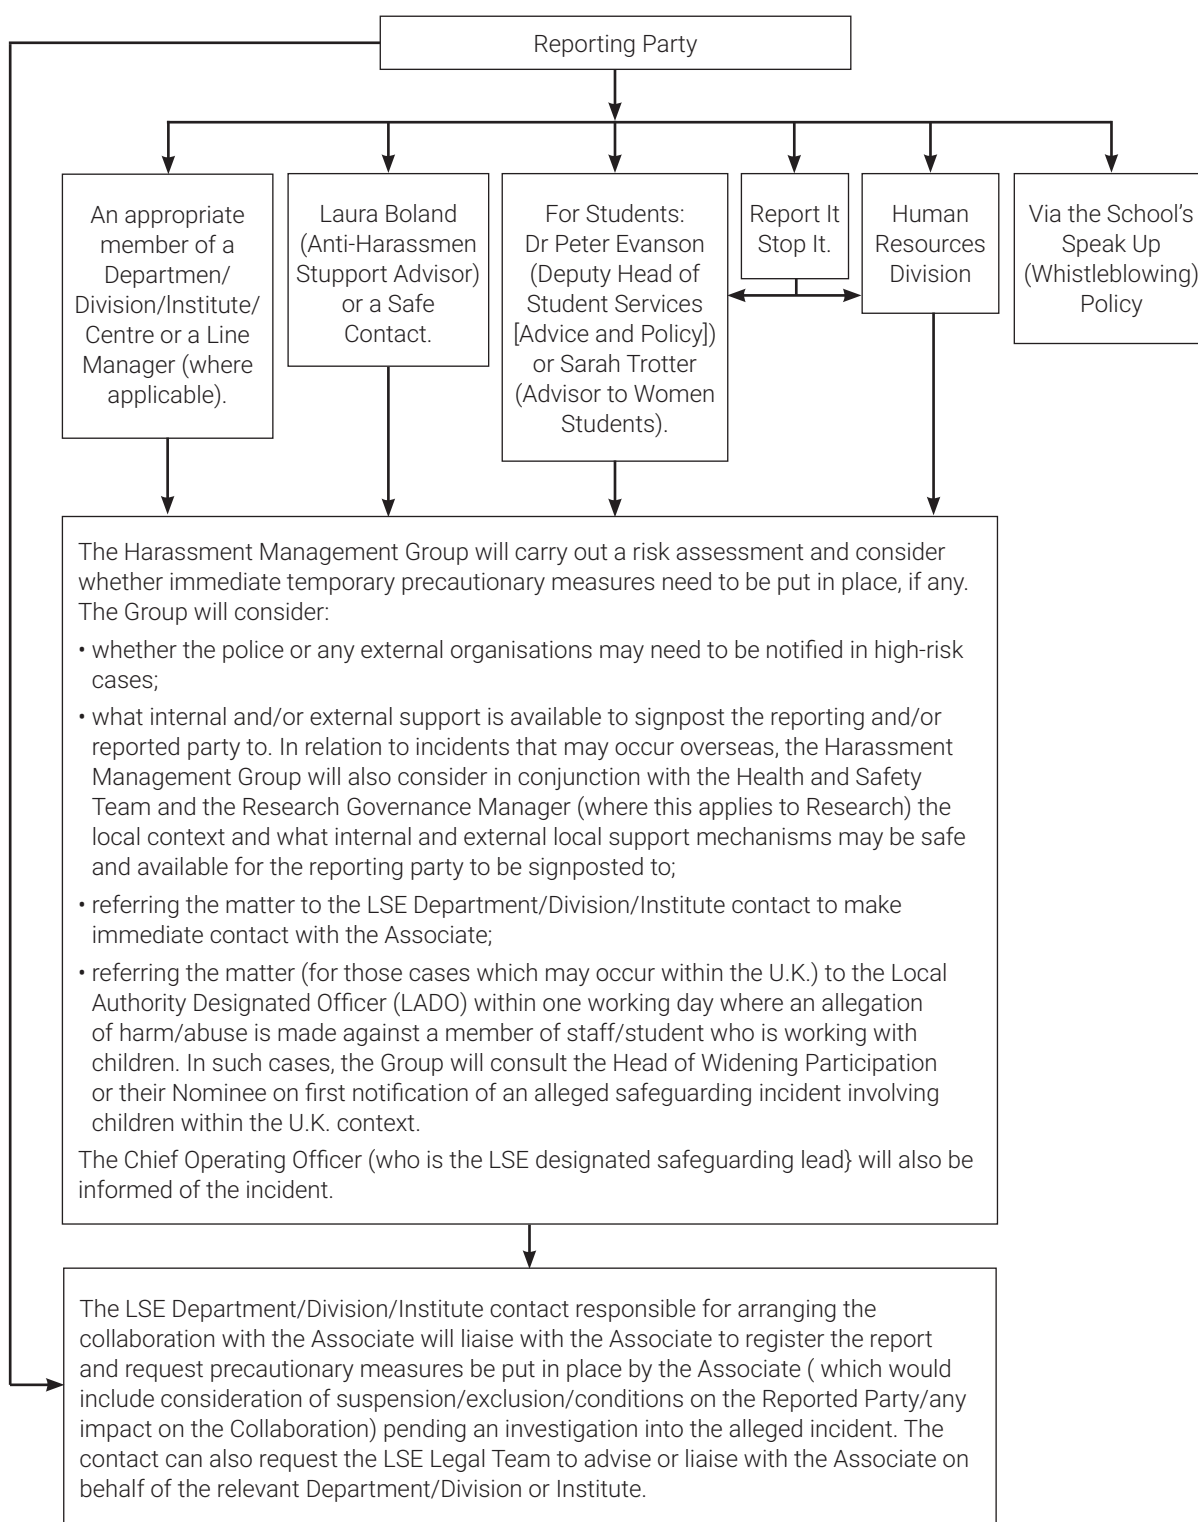 Reporting Party
An appropriate
member of a
Departmen/
Division/Institute/
Centre or a Line
Manager (where
applicable).
Laura Boland
(Anti-Harassmen
Stupport Advisor)
or a Safe
Contact.
For Students:
Dr Peter Evanson
(Deputy Head of
Student Services
[Advice and Policy])
or Sarah Trotter
(Advisor to Women
Students).
Report It
Stop It.
Human
Resources
Division
Via the School's
Speak Up
(Whistleblowing)
Policy
The Harassment Management Group will carry out a risk assessment and consider
whether immediate temporary precautionary measures need to be put in place, if any.
The Group will consider:
• whether the police or any external organisations may need to be notified in high-risk
cases;
• what internal and/or external support is available to signpost the reporting and/or
reported party to. In relation to incidents that may occur overseas, the Harassment
Management Group will also consider in conjunction with the Health and Safety
Team and the Research Governance Manager (where this applies to Research) the
local context and what internal and external local support mechanisms may be safe
and available for the reporting party to be signposted to;
• referring the matter to the LSE Department/Division/Institute contact to make
immediate contact with the Associate;
• referring the matter (for those cases which may occur within the U.K.) to the Local
Authority Designated Officer (LADO) within one working day where an allegation
of harm/abuse is made against a member of staff/student who is working with
children. In such cases, the Group will consult the Head of Widening Participation
or their Nominee on first notification of an alleged safeguarding incident involving
children within the U.K. context.
The Chief Operating Officer (who is the LSE designated safeguarding lead} will also be
informed of the incident.
The LSE Department/Division/Institute contact responsible for arranging the
collaboration with the Associate will liaise with the Associate to register the report
and request precautionary measures be put in place by the Associate ( which would
include consideration of suspension/exclusion/conditions on the Reported Party/any
impact on the Collaboration) pending an investigation into the alleged incident. The
contact can also request the LSE Legal Team to advise or liaise with the Associate on
behalf of the relevant Department/Division or Institute.